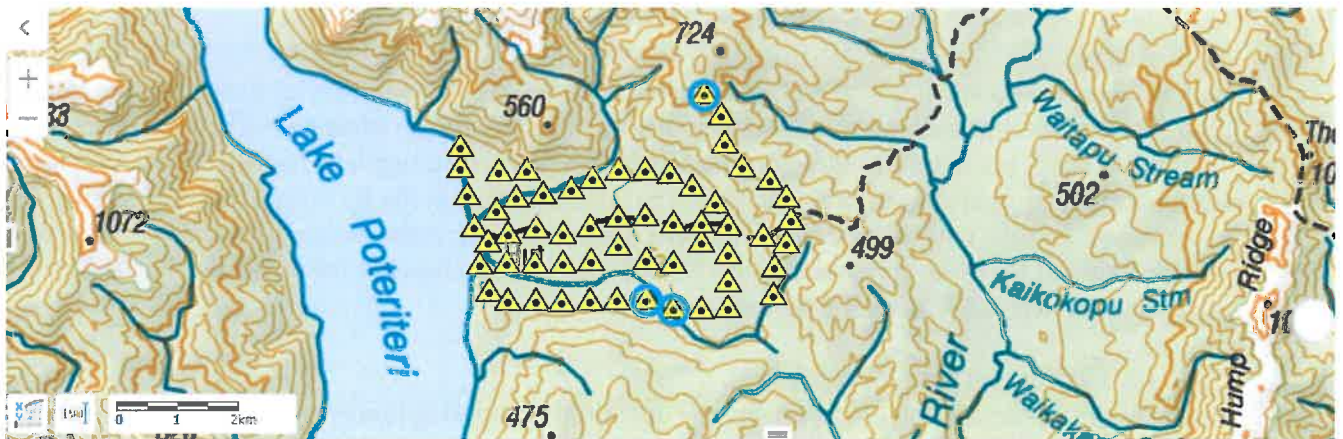 724
33
560
Lake
Poteriteri
Waitapu Stream
502
1072
Hut
499
Kaikokopu Stm
Ridge
Hump
River
475
0 1 2km